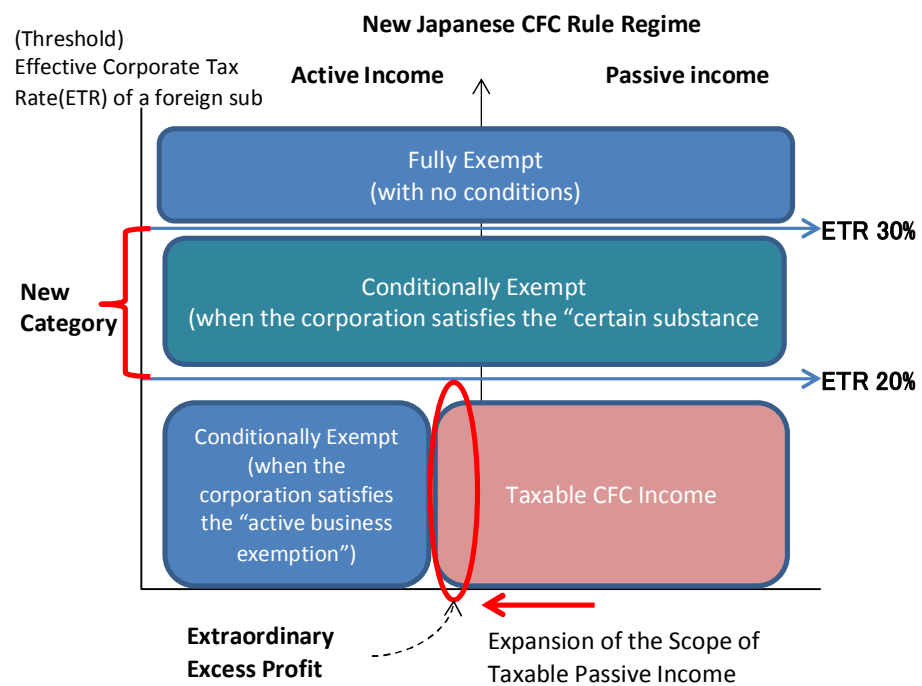 New Japanese CFC Rule Regime
(Threshold)
Effective Corporate Tax
Rate(ETR) of a foreign sub
Active Income
Passive income
Fully Exempt
(with no conditions)
ETR 30%
New
Category
Conditionally Exempt
(when the corporation satisfies the “certain substance
ETR 20%
Conditionally Exempt
(when the
corporation satisfies
the “active business
exemption”)
Taxable CFC Income
Extraordinary
Excess Profit
Expansion of the Scope of
Taxable Passive Income